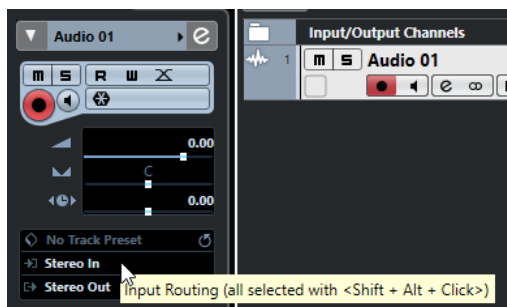 Audio 01
e
m S R W
0.00
C
0.00
No Track Preset
Stereo In
Stereo Out
Input/Output Channels
1
m S Audio 01
e
Input Routing (all selected with <Shift + Alt + Click>)